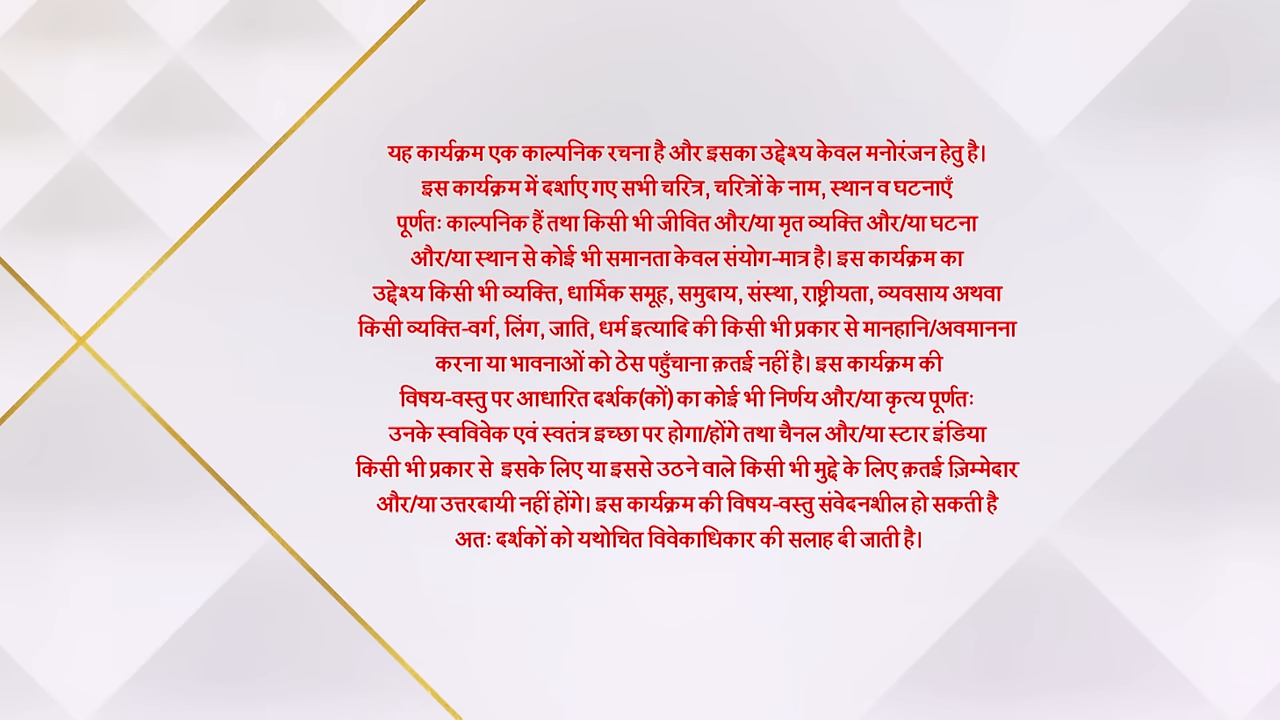 यह कार्यक्रम एक काल्पनिक रचना है और इसका उद्देश्य केवल मनोरंजन हेतु है।
इस कार्यक्रम में दर्शाए गए सभी चरित्र, चरित्रों के नाम, स्थान व घटनाएँ
पूर्णतः काल्पनिक हैं तथा किसी भी जीवित और/या मृत व्यक्ति और/या घटना
और/या स्थान से कोई भी समानता केवल संयोग-मात्र है। इस कार्यक्रम का
उद्देश्य किसी भी व्यक्ति, धार्मिक समूह, समुदाय, संस्था, राष्ट्रीयता, व्यवसाय अथवा
किसी व्यक्ति-वर्ग, लिंग, जाति, धर्म इत्यादि की किसी भी प्रकार से मानहानि/अवमानना
करना या भावनाओं को ठेस पहुँचाना क़तई नहीं है। इस कार्यक्रम की
विषय-वस्तु पर आधारित दर्शक(कों) का कोई भी निर्णय और/या कृत्य पूर्णतः
उनके स्वविवेक एवं स्वतंत्र इच्छा पर होगा/होंगे तथा चैनल और/या स्टार इंडिया
किसी भी प्रकार से इसके लिए या इससे उठने वाले किसी भी मुद्दे के लिए क़तई ज़िम्मेदार
और/या उत्तरदायी नहीं होंगे। इस कार्यक्रम की विषय-वस्तु संवेदनशील हो सकती है
अतः दर्शकों को यथोचित विवेकाधिकार की सलाह दी जाती है।